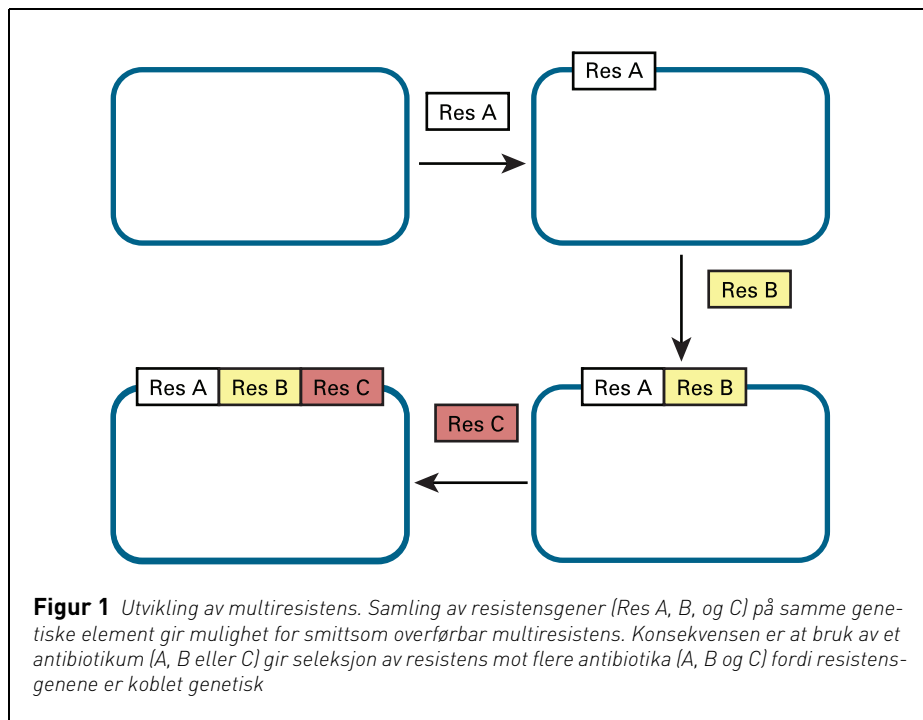 Res A
Res A
Res B
Res A Res B Res C
Res C
Res A Res B
Figur 1 Utvikling av multiresistens. Samling av resistensgener (Res A, B, og C) på samme gene-
tiske element gir mulighet for smittsom overførbar multiresistens. Konsekvensen er at bruk av et
antibiotikum (A, B eller C) gir seleksjon av resistens mot flere antibiotika (A, B og C) fordi resistens-
genene er koblet genetisk